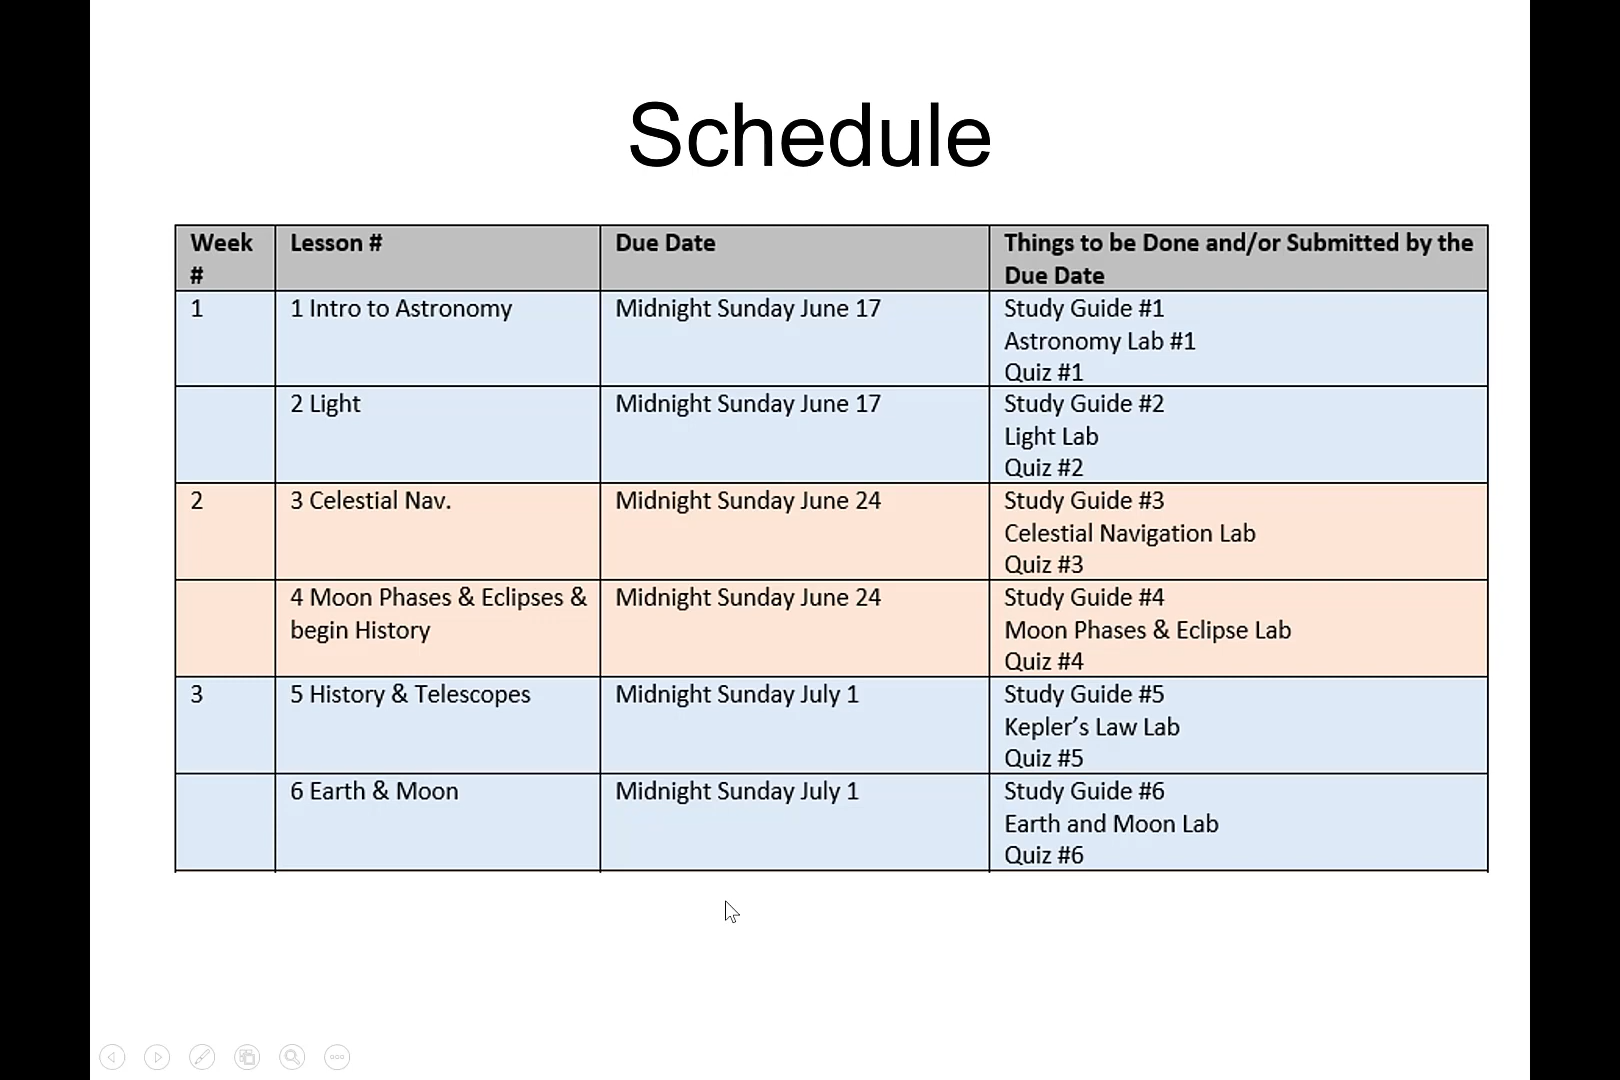 Schedule
Week # Lesson # Due Date Things to be Done and/or Submitted by the Due Date
1 1 Intro to Astronomy Midnight Sunday June 17 Study Guide #1
Astronomy Lab #1
Quiz #1
2 Light Midnight Sunday June 17 Study Guide #2
Light Lab
Quiz #2
2 3 Celestial Nav. Midnight Sunday June 24 Study Guide #3
Celestial Navigation Lab
Quiz #3
4 Moon Phases & Eclipses & begin History Midnight Sunday June 24 Study Guide #4
Moon Phases & Eclipse Lab
Quiz #4
3 5 History & Telescopes Midnight Sunday July 1 Study Guide #5
Kepler’s Law Lab
Quiz #5
6 Earth & Moon Midnight Sunday July 1 Study Guide #6
Earth and Moon Lab
Quiz #6